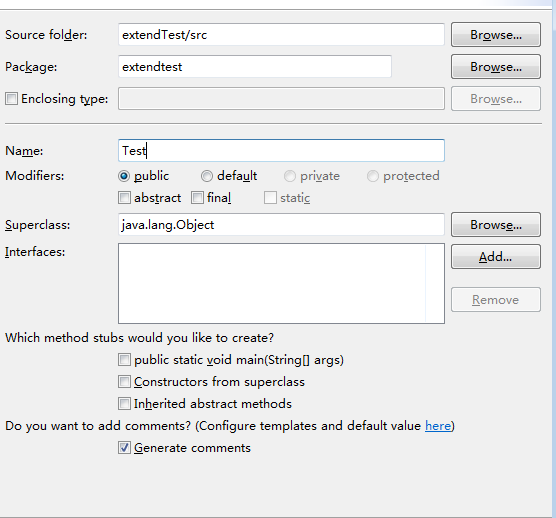 Source folder: extendTest/src Browse...
Package: extendtest Browse...
Enclosing type: Browse...
Name: Test
Modifiers: public default private protected
abstract final static
Superclass: java.lang.Object Browse...
Interfaces: Add...
Remove
Which method stubs would you like to create?
public static void main(String[] args)
Constructors from superclass
Inherited abstract methods
Do you want to add comments? (Configure templates and default value here)
Generate comments